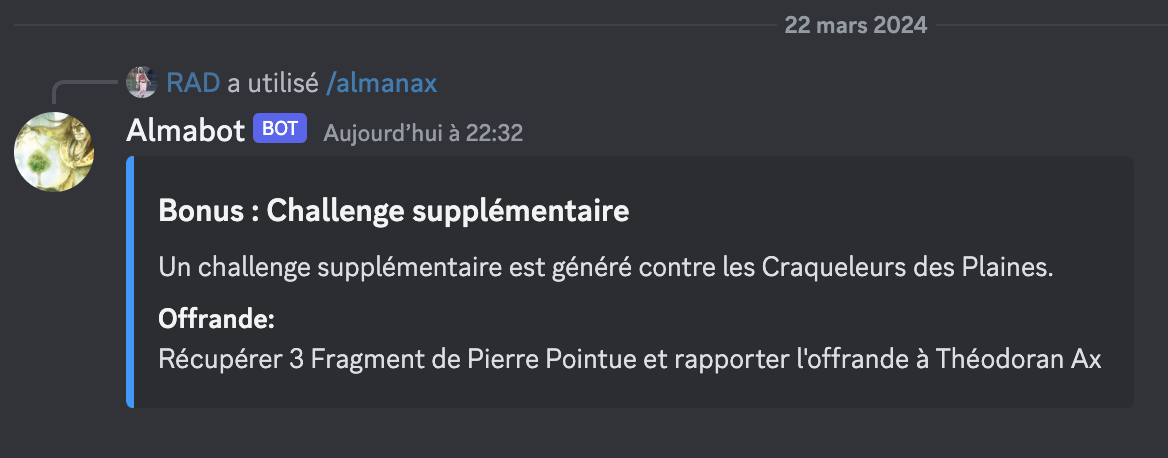 22 mars 2024
RAD a utilisé /almanax
Almabot BOT Aujourd’hui à 22:32
Bonus : Challenge supplémentaire
Un challenge supplémentaire est généré contre les Craqueleurs des Plaines.
Offrande:
Récupérer 3 Fragment de Pierre Pointue et rapporter l'offrande à Théodoran Ax